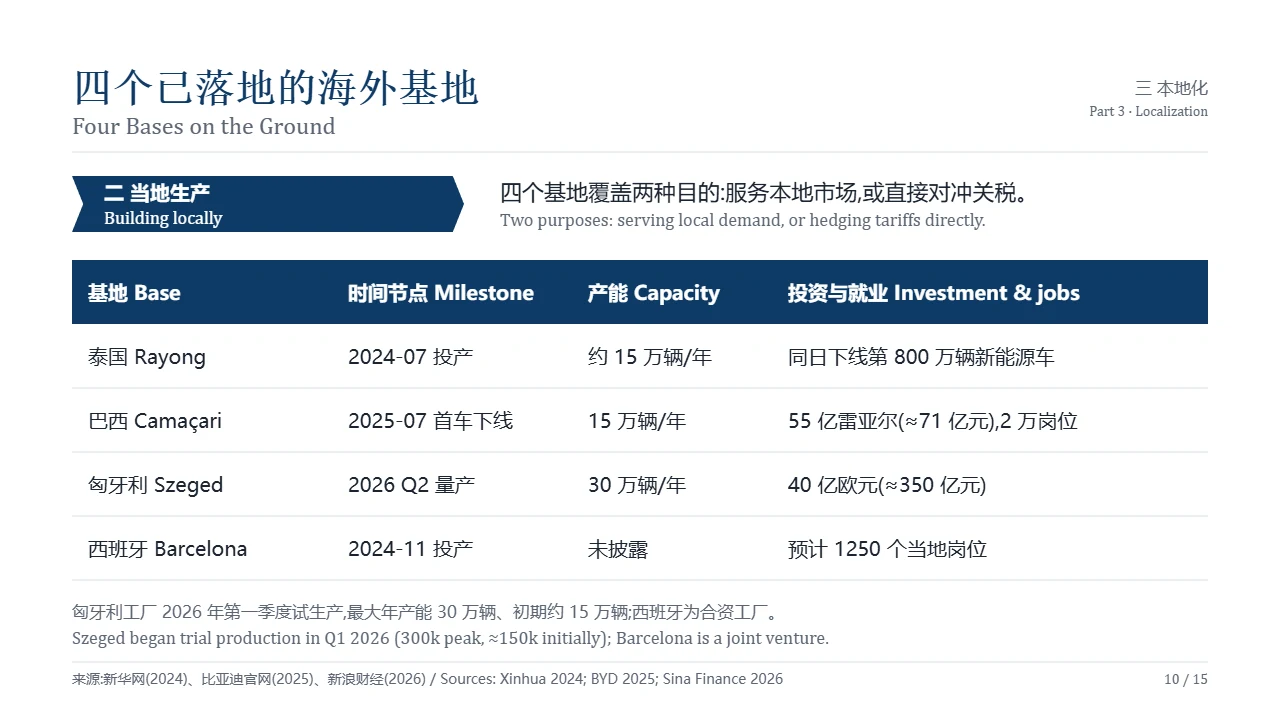 四个已落地的海外基地
Four Bases on the Ground
三 本地化
Part 3 · Localization
二 当地生产
Building locally
四个基地覆盖两种目的:服务本地市场,或直接对冲关税。
Two purposes: serving local demand, or hedging tariffs directly.
基地 Base 时间节点 Milestone 产能 Capacity 投资与就业 Investment & jobs
泰国 Rayong 2024-07 投产 约 15 万辆/年 同日下线第 800 万辆新能源车
巴西 Camaçari 2025-07 首车下线 15 万辆/年 55 亿雷亚尔(≈71 亿元),2 万岗位
匈牙利 Szeged 2026 Q2 量产 30 万辆/年 40 亿欧元(≈350 亿元)
西班牙 Barcelona 2024-11 投产 未披露 预计 1250 个当地岗位
匈牙利工厂 2026 年第一季度试生产,最大年产能 30 万辆、初期约 15 万辆;西班牙为合资工厂。
Szeged began trial production in Q1 2026 (300k peak, ≈150k initially); Barcelona is a joint venture.
来源:新华网(2024)、比亚迪官网(2025)、新浪财经(2026) / Sources: Xinhua 2024; BYD 2025; Sina Finance 2026
10 / 15